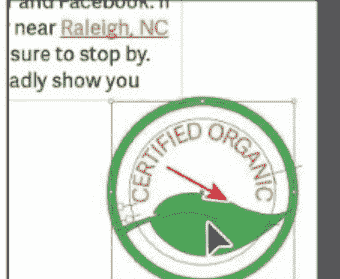 and Facebook. If
near Raleigh, NC
sure to stop by.
adly show you
CERTIFIED ORGANIC